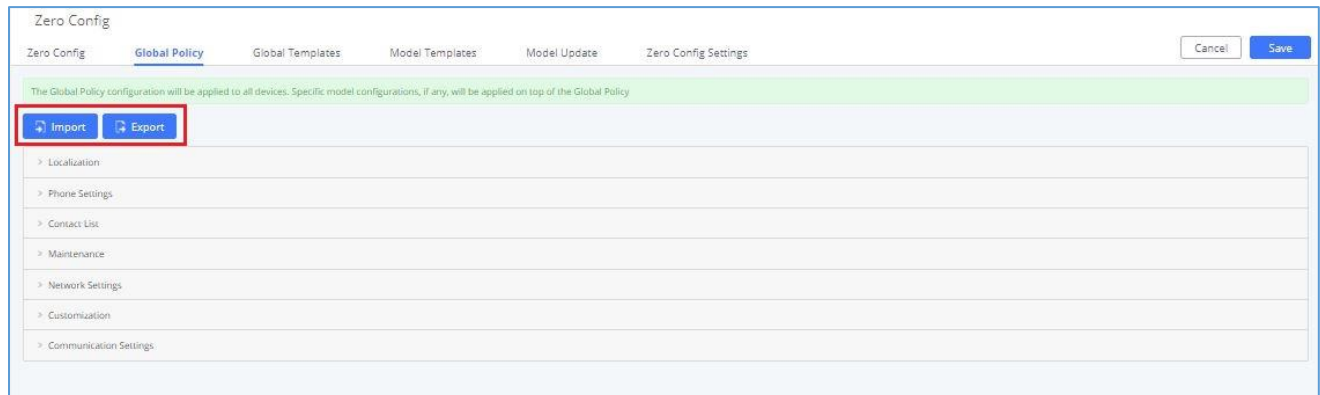 Zero Config
Zero Config Global Policy Global Templates Model Templates Model Update Zero Config Settings Cancel Save
The Global Policy configuration will be applied to all devices. Specific model configurations, if any, will be applied on top of the Global Policy
Import Export
> Localization
> Phone Settings
> Contact List
> Maintenance
> Network Settings
> Customization
> Communication Settings